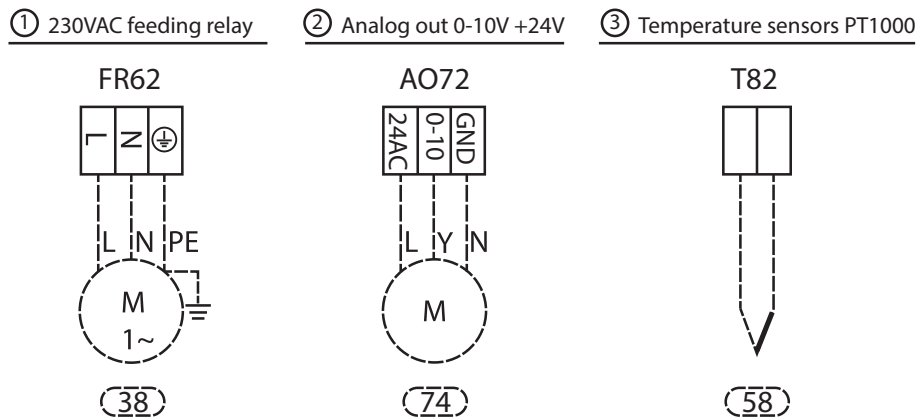 ① 230VAC feeding relay
② Analog out 0-10V +24V
③ Temperature sensors PT1000
FR62
AO72
T82
L N
24AC 0-10 GND
L N PE
L Y N
M
1~
M
38
74
58